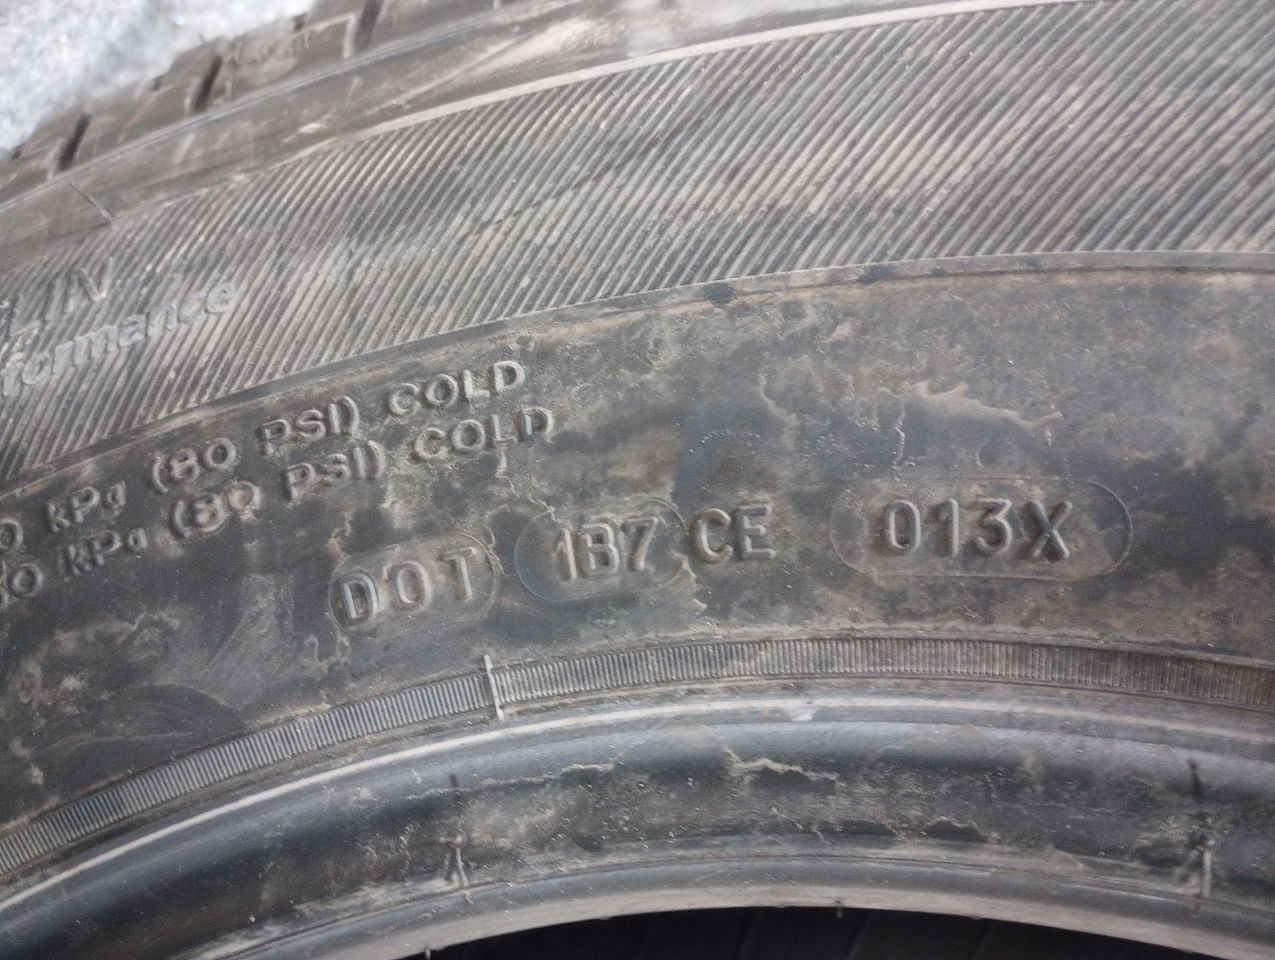 formance
kPa (80 PSI) COLD
kPa (80 PSI) COLD
DOT 1B7 CE 013X